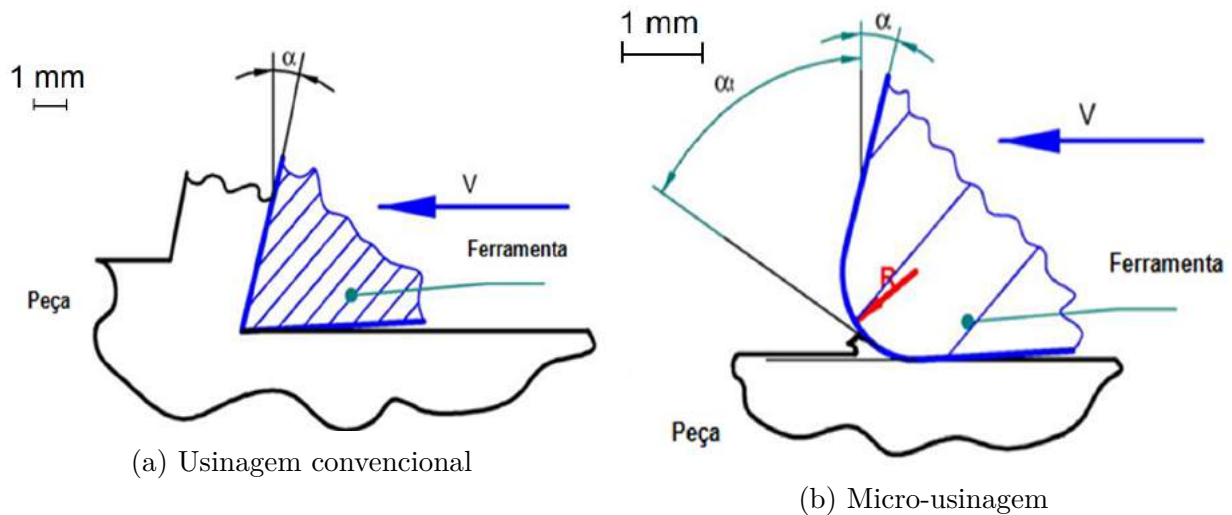 1 mm
α
V
Ferramenta
Peça
(a) Usinagem convencional
1 mm
α
αt
V
R
Ferramenta
Peça
(b) Micro-usinagem